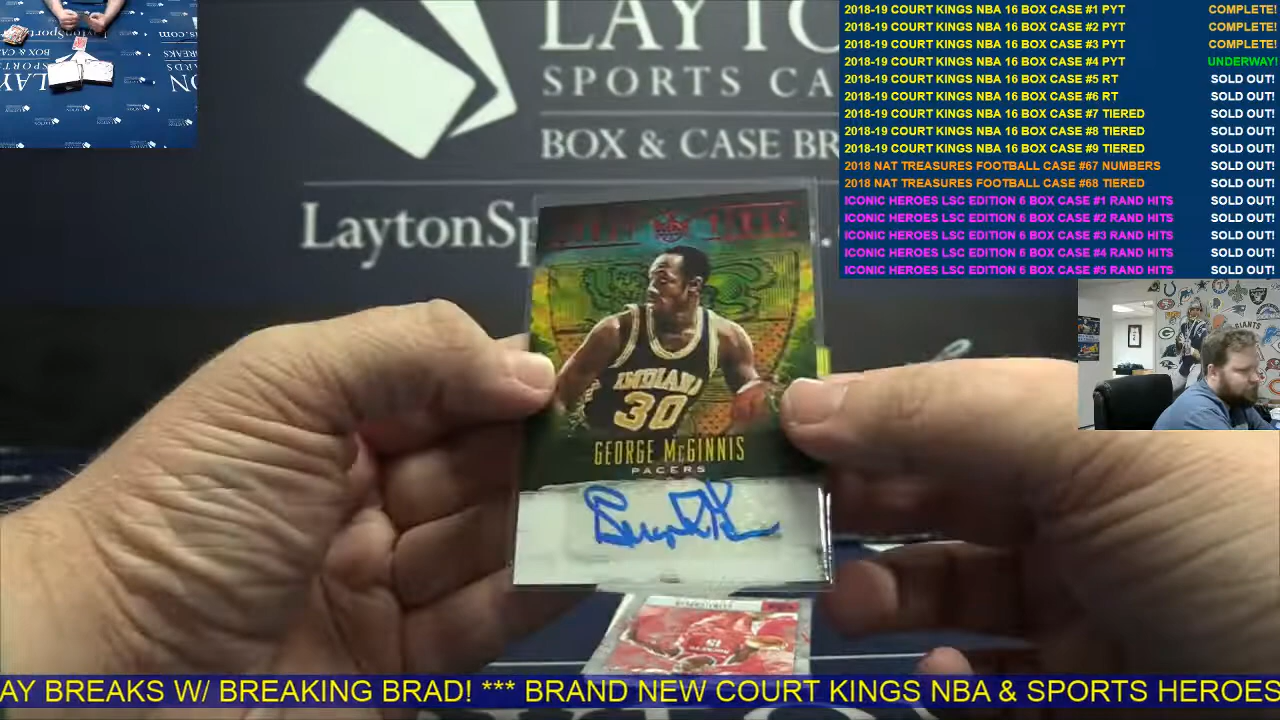 2018-19 COURT KINGS NBA 16 BOX CASE #1 PYT COMPLETE!
2018-19 COURT KINGS NBA 16 BOX CASE #2 PYT COMPLETE!
2018-19 COURT KINGS NBA 16 BOX CASE #3 PYT COMPLETE!
2018-19 COURT KINGS NBA 16 BOX CASE #4 PYT UNDERWAY!
2018-19 COURT KINGS NBA 16 BOX CASE #5 RT SOLD OUT!
2018-19 COURT KINGS NBA 16 BOX CASE #6 RT SOLD OUT!
2018-19 COURT KINGS NBA 16 BOX CASE #7 TIERED SOLD OUT!
2018-19 COURT KINGS NBA 16 BOX CASE #8 TIERED SOLD OUT!
2018-19 COURT KINGS NBA 16 BOX CASE #9 TIERED SOLD OUT!
2018 NAT TREASURES FOOTBALL CASE #67 NUMBERS SOLD OUT!
2018 NAT TREASURES FOOTBALL CASE #68 TIERED SOLD OUT!
ICONIC HEROES LSC EDITION 6 BOX CASE #1 RAND HITS SOLD OUT!
ICONIC HEROES LSC EDITION 6 BOX CASE #2 RAND HITS SOLD OUT!
ICONIC HEROES LSC EDITION 6 BOX CASE #3 RAND HITS SOLD OUT!
ICONIC HEROES LSC EDITION 6 BOX CASE #4 RAND HITS SOLD OUT!
ICONIC HEROES LSC EDITION 6 BOX CASE #5 RAND HITS SOLD OUT!
LAYTO
SPORTS CA
BOX & CASE BR
LaytonSp
INDIANA
30
GEORGE McGINNIS
PACERS
GIANTS
AY BREAKS W/ BREAKING BRAD! *** BRAND NEW COURT KINGS NBA & SPORTS HEROES